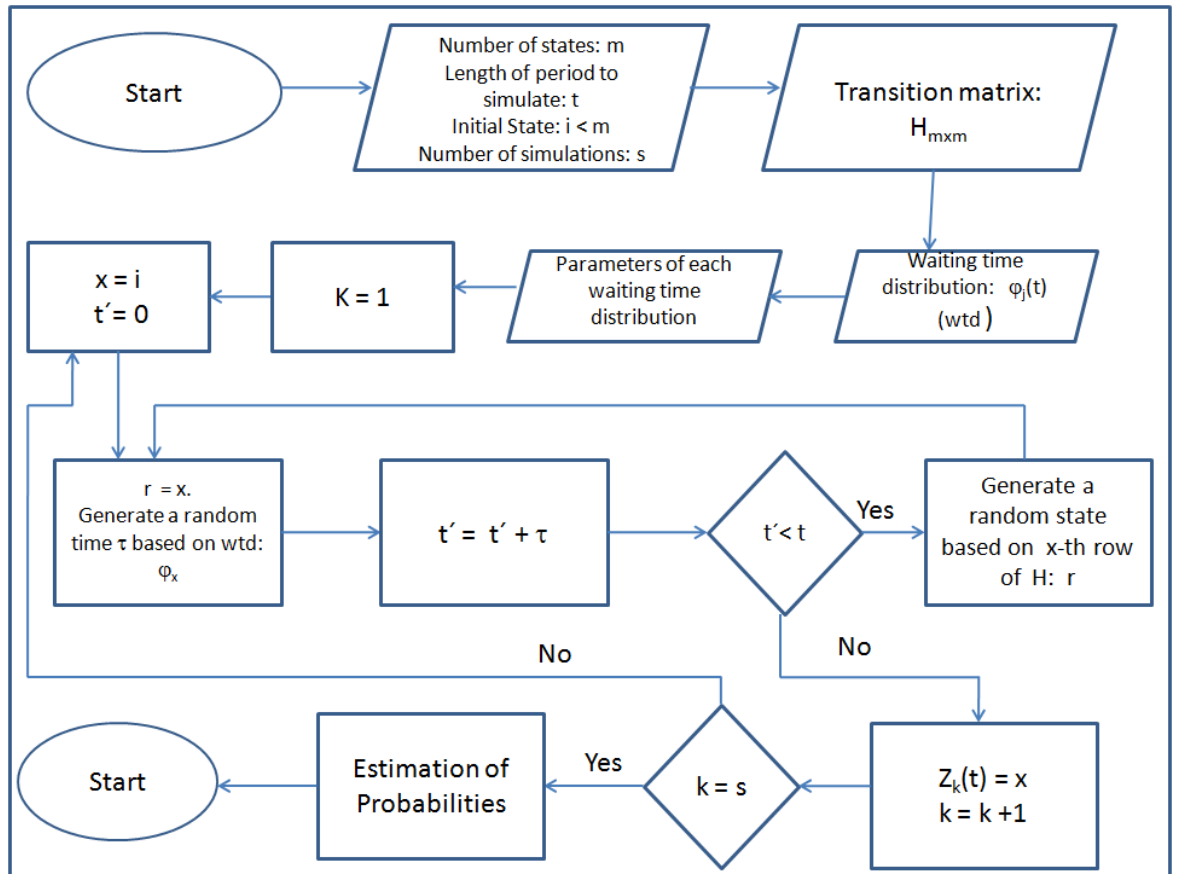 Start
Number of states: m
Length of period to
simulate: t
Initial State: i < m
Number of simulations: s
Transition matrix:
Hmxm
Waiting time
distribution: φj(t)
(wtd )
Parameters of each
waiting time
distribution
K = 1
x = i
t´= 0
r = x.
Generate a random
time τ based on wtd:
φx
t´ = t´ + τ
t´< t
Yes
Generate a
random state
based on x-th row
of H: r
No
No
Zk(t) = x
k = k +1
k = s
Yes
Estimation of
Probabilities
Start